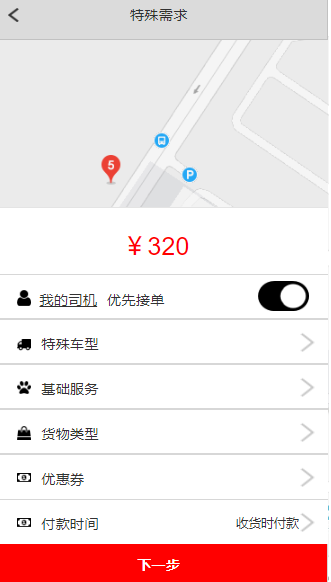 特殊需求
5
P
￥320
我的司机 优先接单
特殊车型
基础服务
货物类型
优惠券
付款时间 收货时付款
下一步